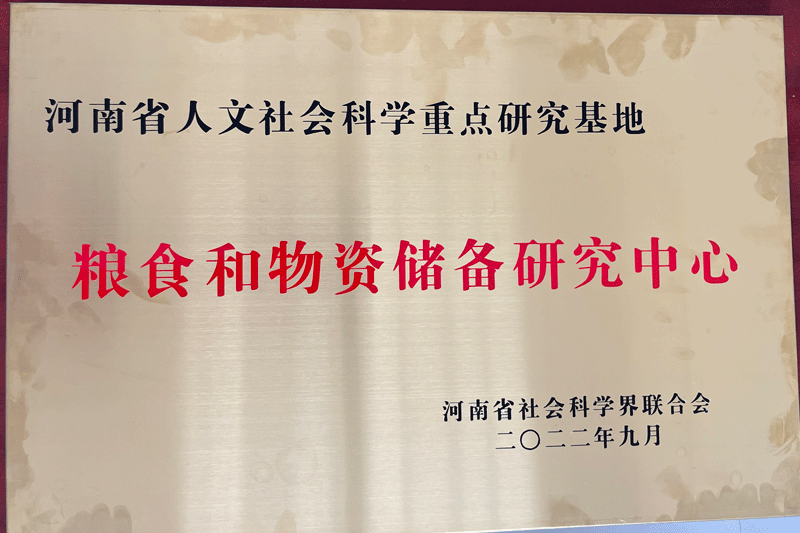 河南省人文社会科学重点研究基地
粮食和物资储备研究中心
河南省社会科学界联合会
二〇二二年九月